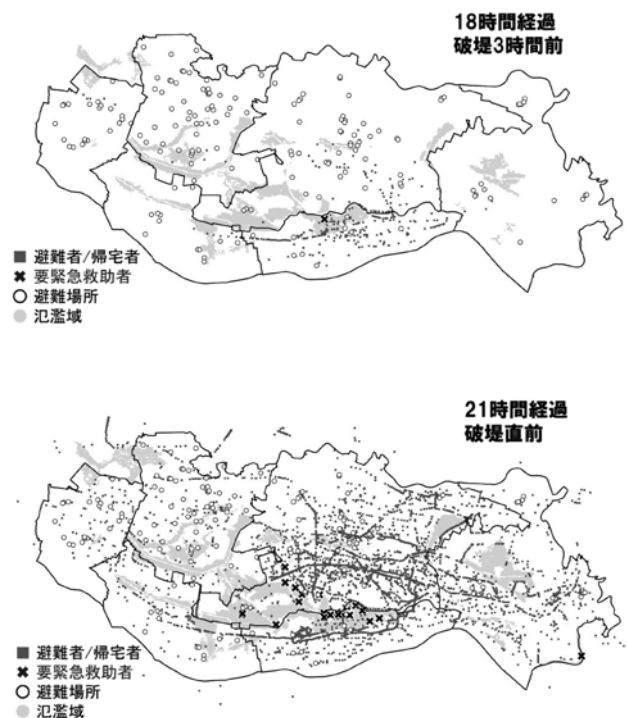 18時間経過
破堤3時間前
■ 避難者/帰宅者
✖ 要緊急救助者
○ 避難場所
● 氾濫域
21時間経過
破堤直前
■ 避難者/帰宅者
✖ 要緊急救助者
○ 避難場所
● 氾濫域